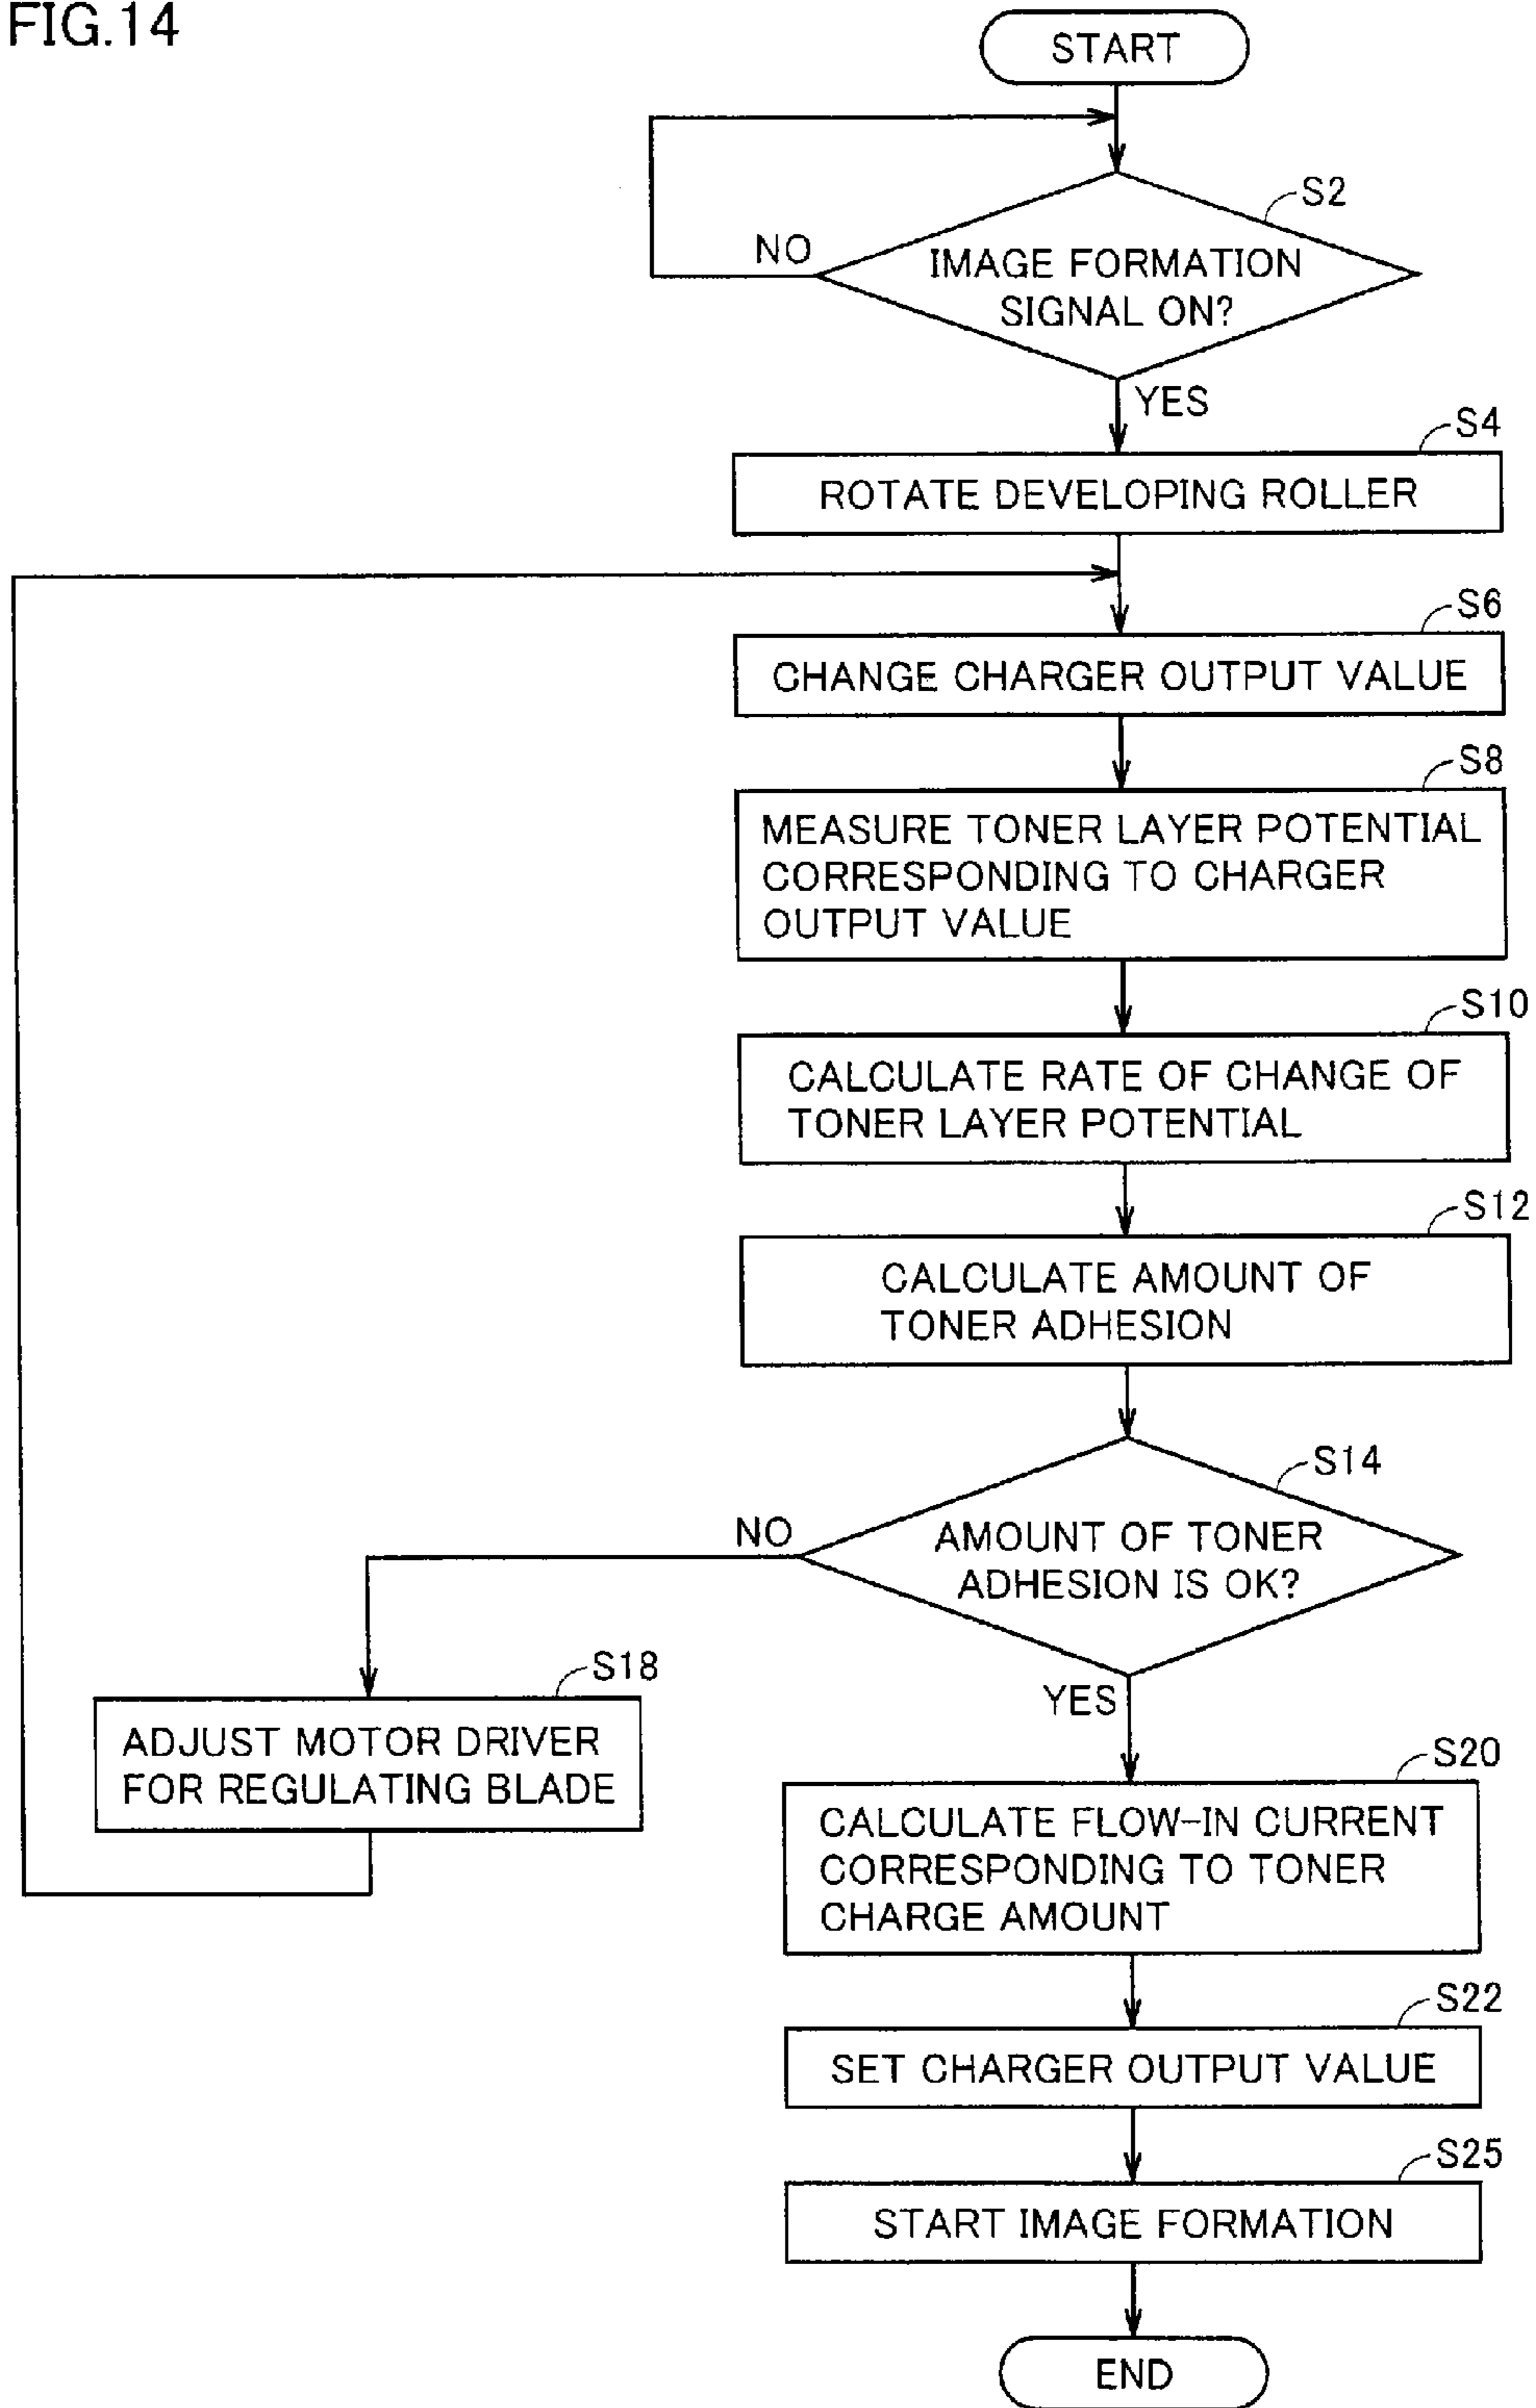 FIG.14
START
S2
NO
IMAGE FORMATION
SIGNAL ON?
YES
S4
ROTATE DEVELOPING ROLLER
S6
CHANGE CHARGER OUTPUT VALUE
S8
MEASURE TONER LAYER POTENTIAL
CORRESPONDING TO CHARGER
OUTPUT VALUE
S10
CALCULATE RATE OF CHANGE OF
TONER LAYER POTENTIAL
S12
CALCULATE AMOUNT OF
TONER ADHESION
S14
NO
AMOUNT OF TONER
ADHESION IS OK?
S18
YES
ADJUST MOTOR DRIVER
FOR REGULATING BLADE
S20
CALCULATE FLOW-IN CURRENT
CORRESPONDING TO TONER
CHARGE AMOUNT
S22
SET CHARGER OUTPUT VALUE
S25
START IMAGE FORMATION
END